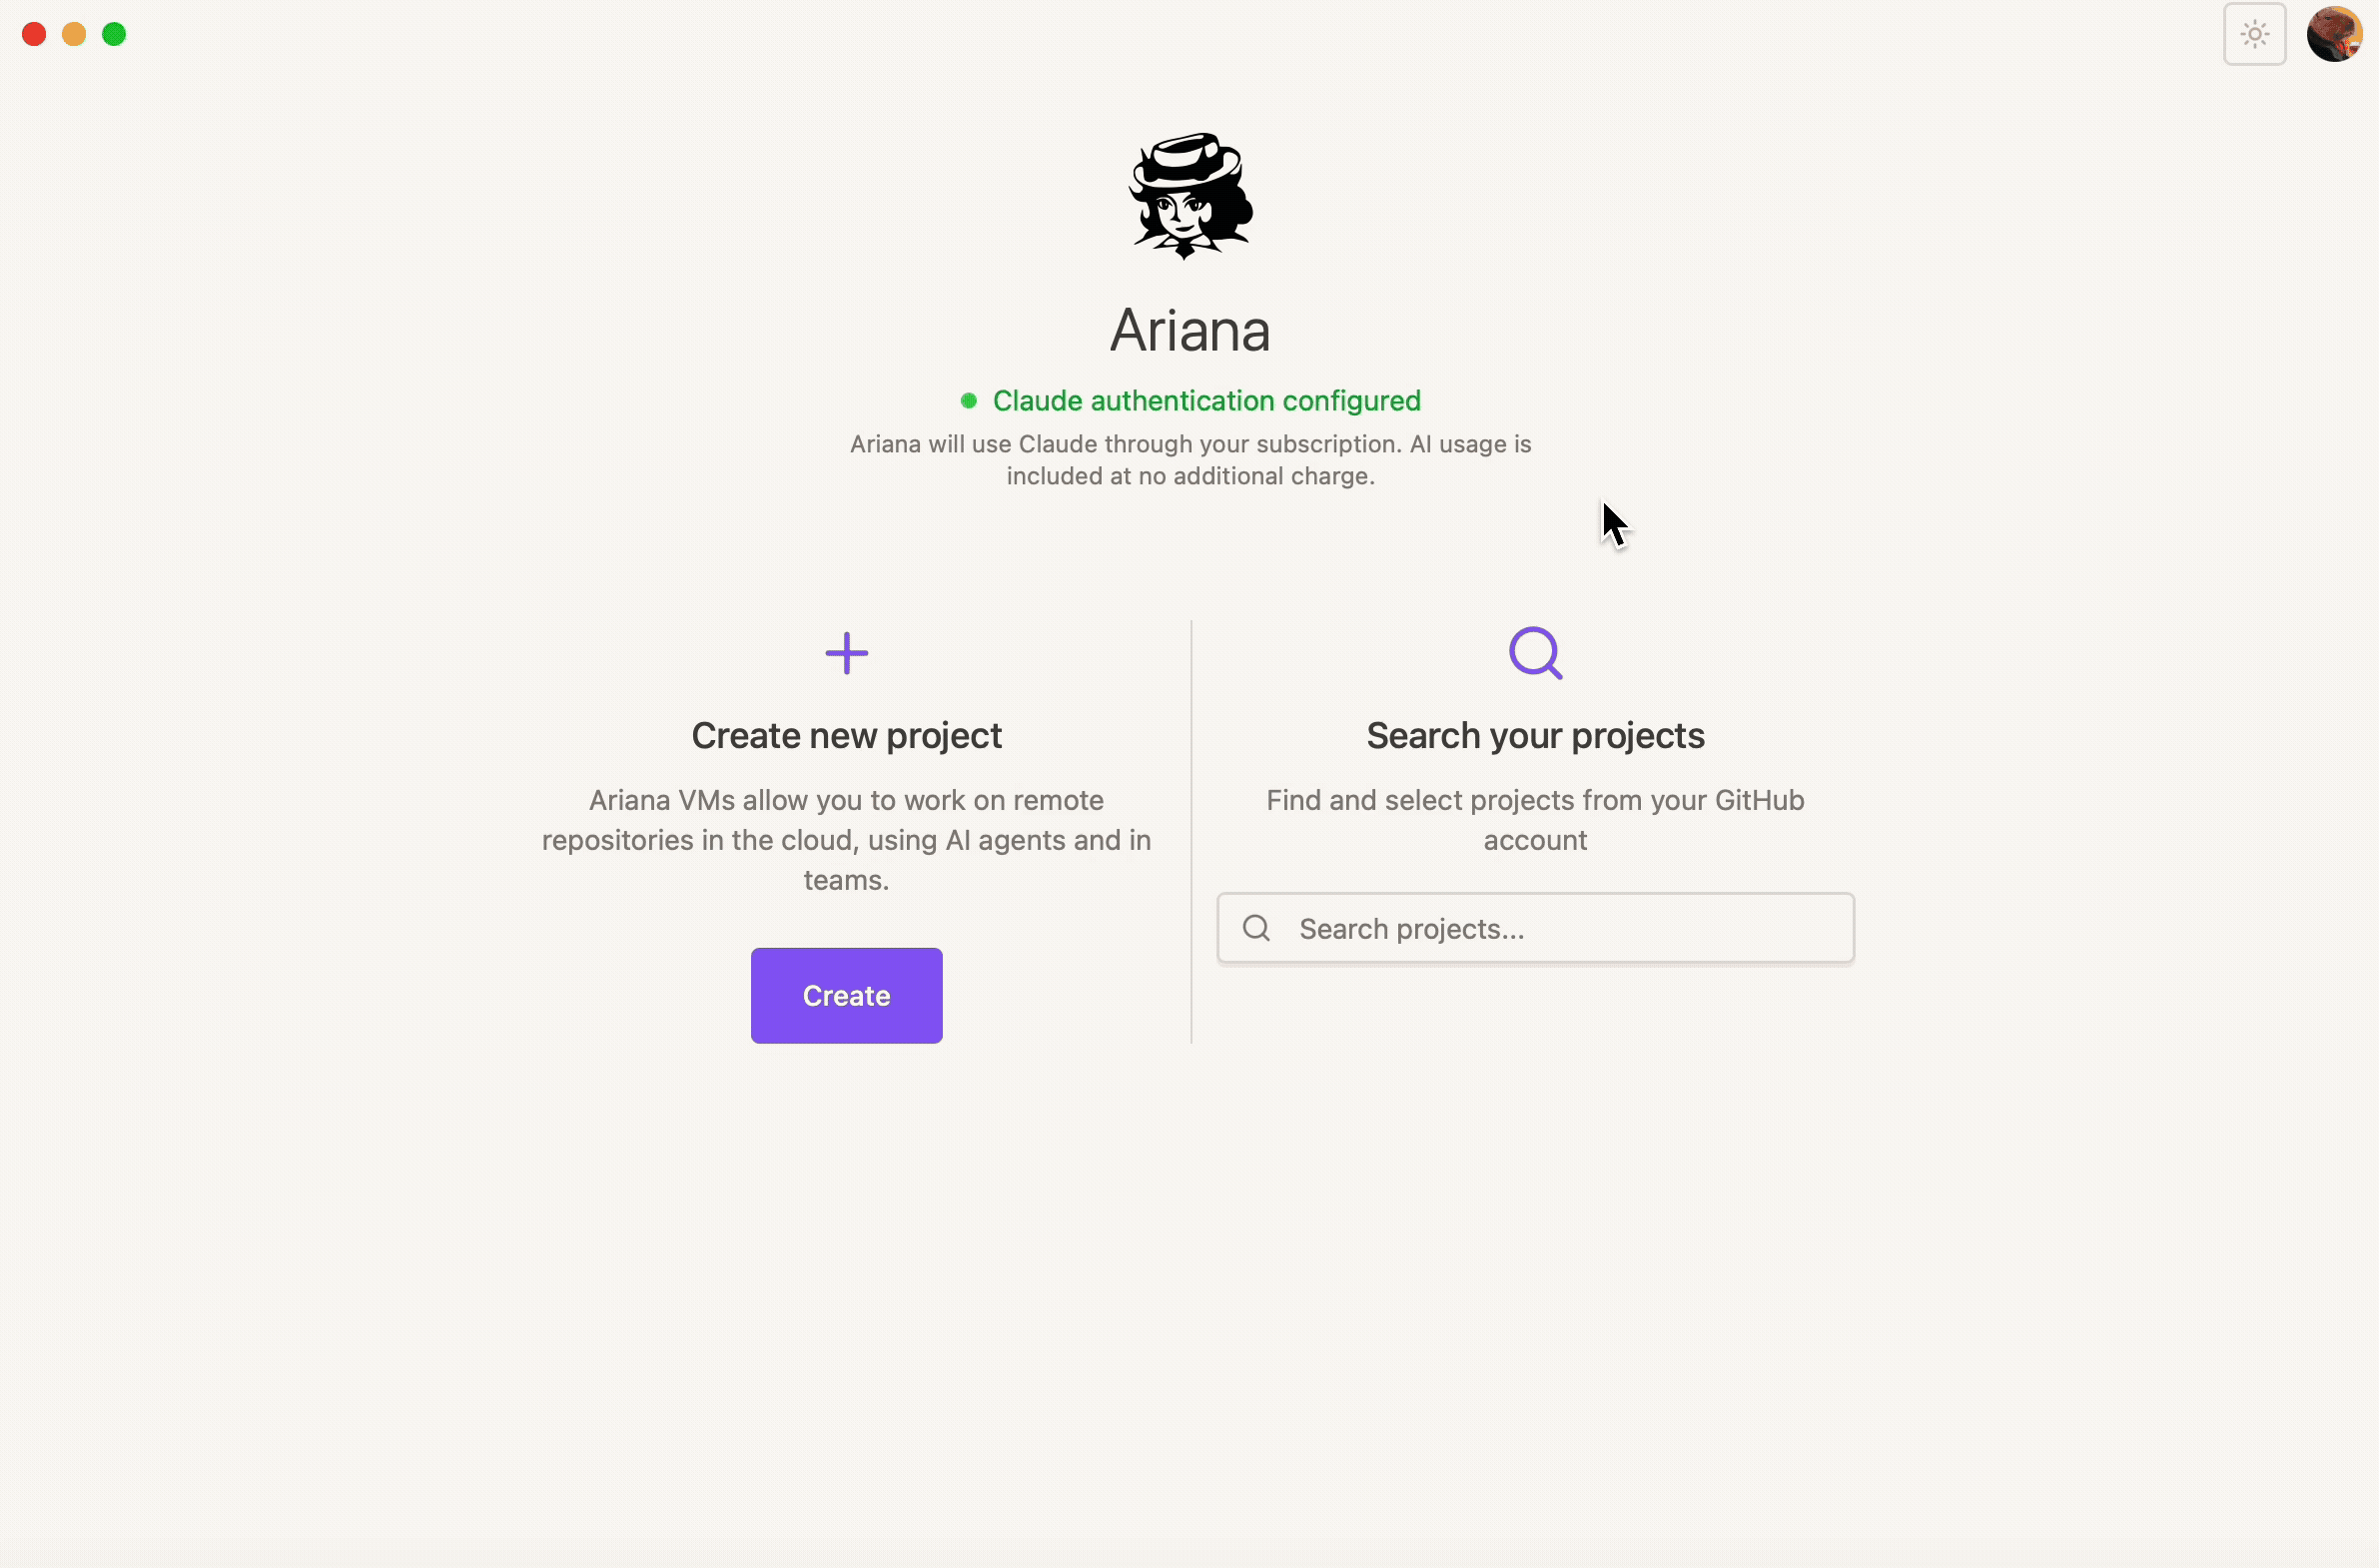 Ariana
Claude authentication configured
Ariana will use Claude through your subscription. AI usage is
included at no additional charge.
Create new project
Ariana VMs allow you to work on remote
repositories in the cloud, using AI agents and in
teams.
Create
Search your projects
Find and select projects from your GitHub
account
Search projects...